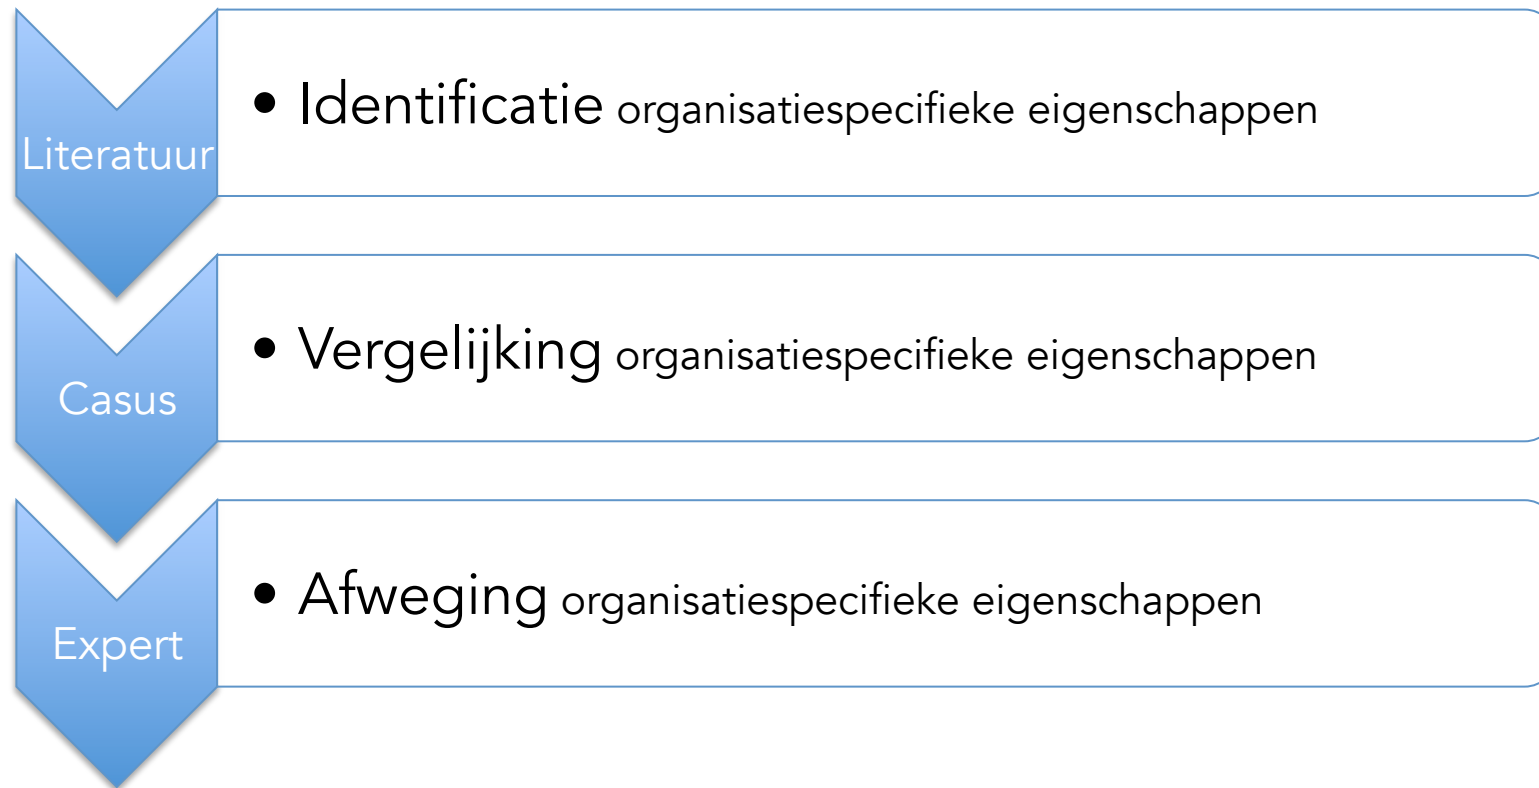 Literatuur
• Identificatie organisatiespecifieke eigenschappen
Casus
• Vergelijking organisatiespecifieke eigenschappen
Expert
• Afweging organisatiespecifieke eigenschappen